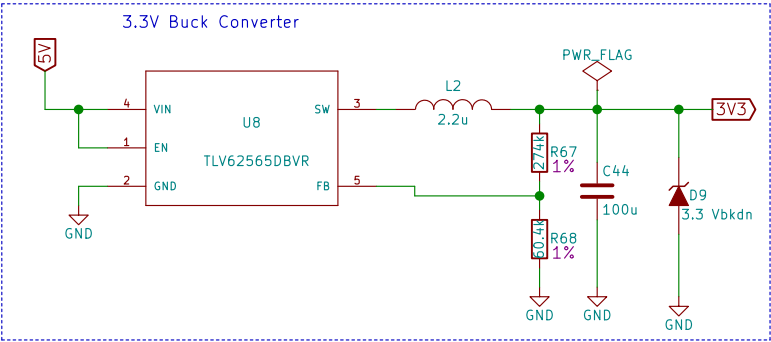 3.3V Buck Converter
5V
PWR_FLAG
L2
2.2u
4
VIN
SW
3
3V3
U8
1
EN
TLV62565DBVR
274k
R67
1%
C44
100u
2
GND
FB
5
D9
3.3 Vbkdn
GND
60.4k
R68
1%
GND
GND
GND